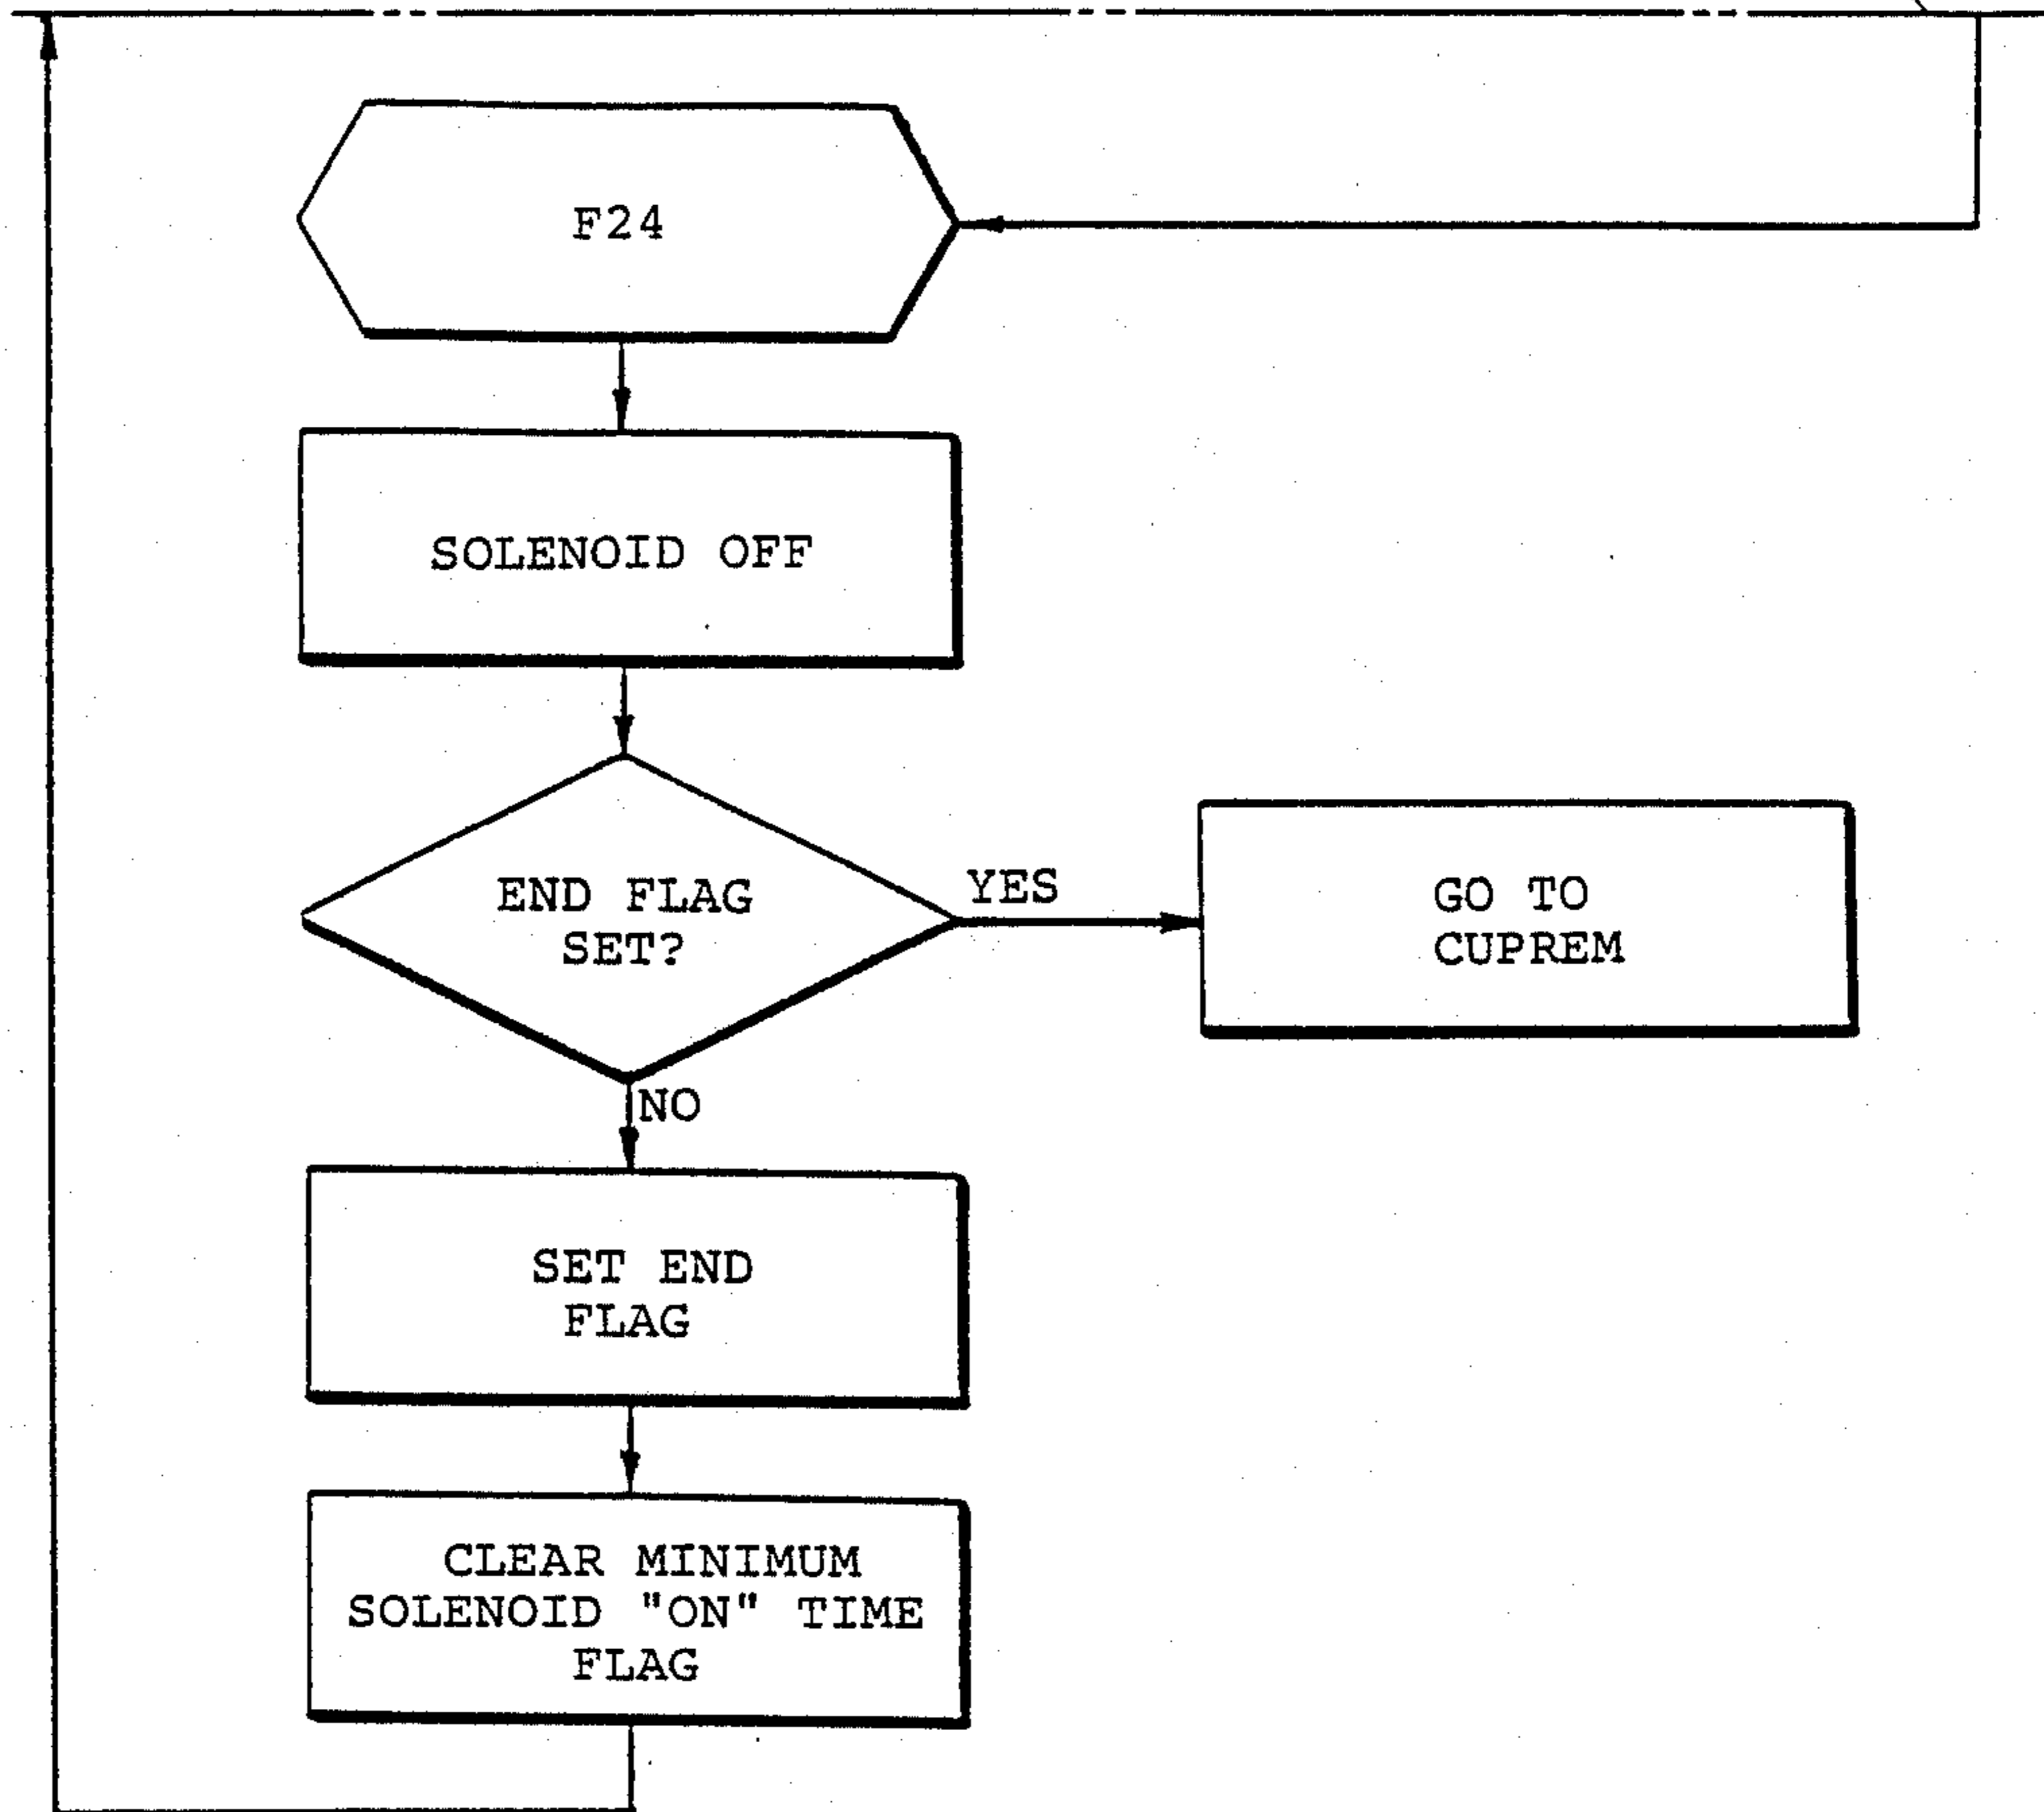 F24
SOLENOID OFF
END FLAG
SET?
YES
GO TO
CUPREM
NO
SET END
FLAG
CLEAR MINIMUM
SOLENOID "ON" TIME
FLAG